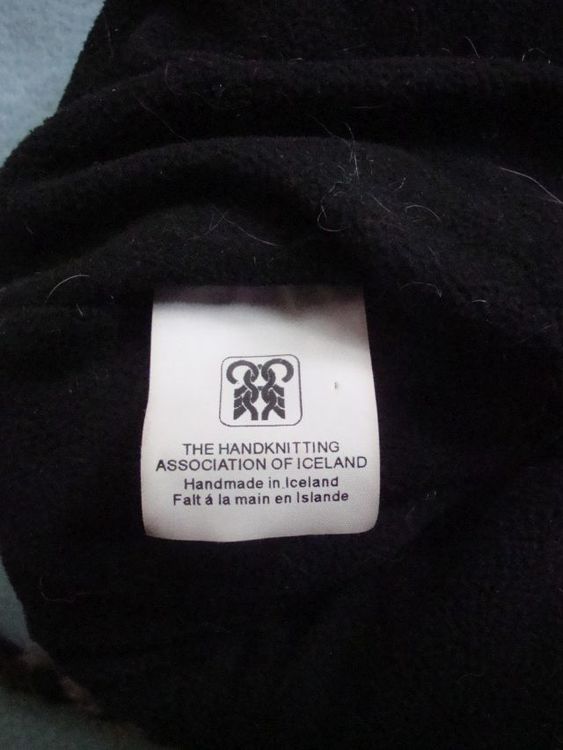 THE HANDKNITTING
ASSOCIATION OF ICELAND
Handmade in Iceland
Falt á la main en Islande